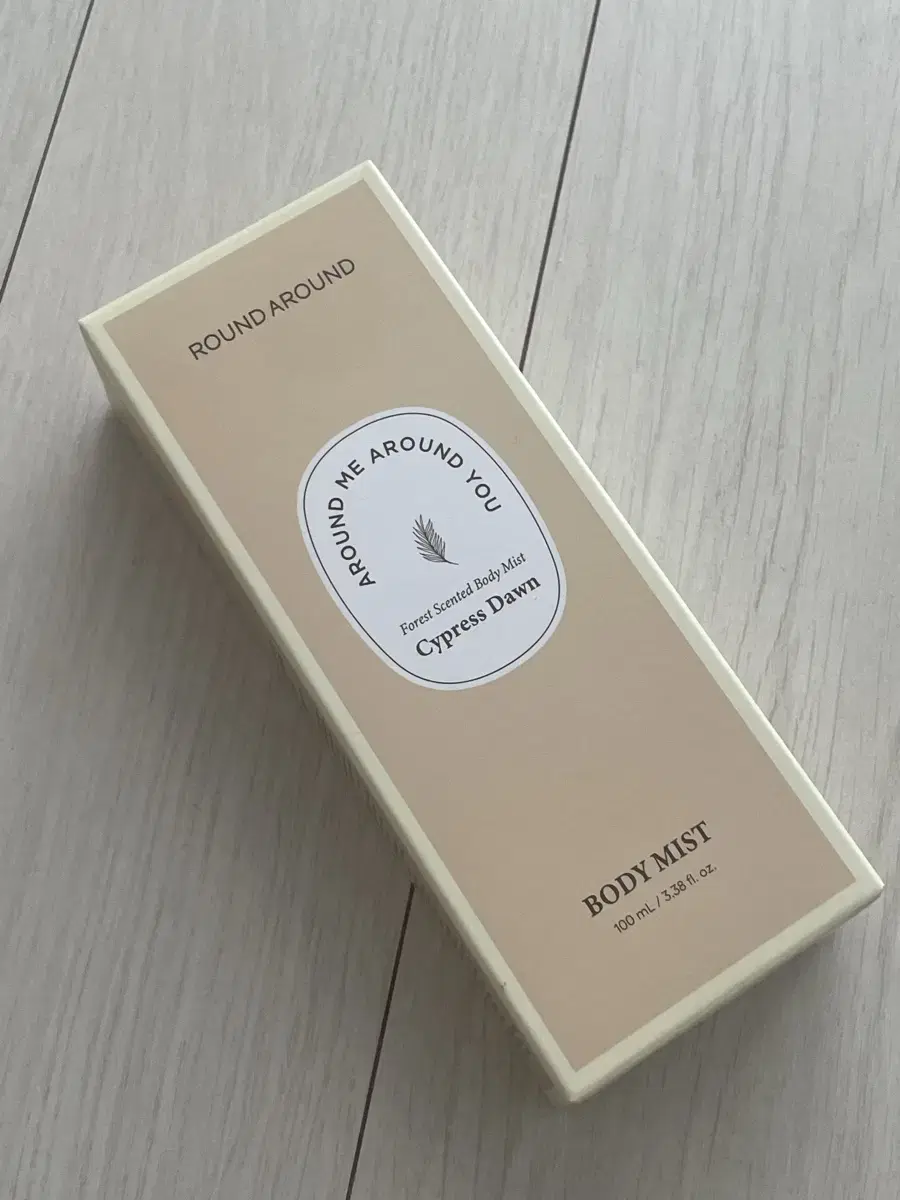 ROUND AROUND
AROUND ME AROUND YOU
Forest Scented Body Mist
Cypress Dawn
BODY MIST
100 mL / 3.38 fl. oz.